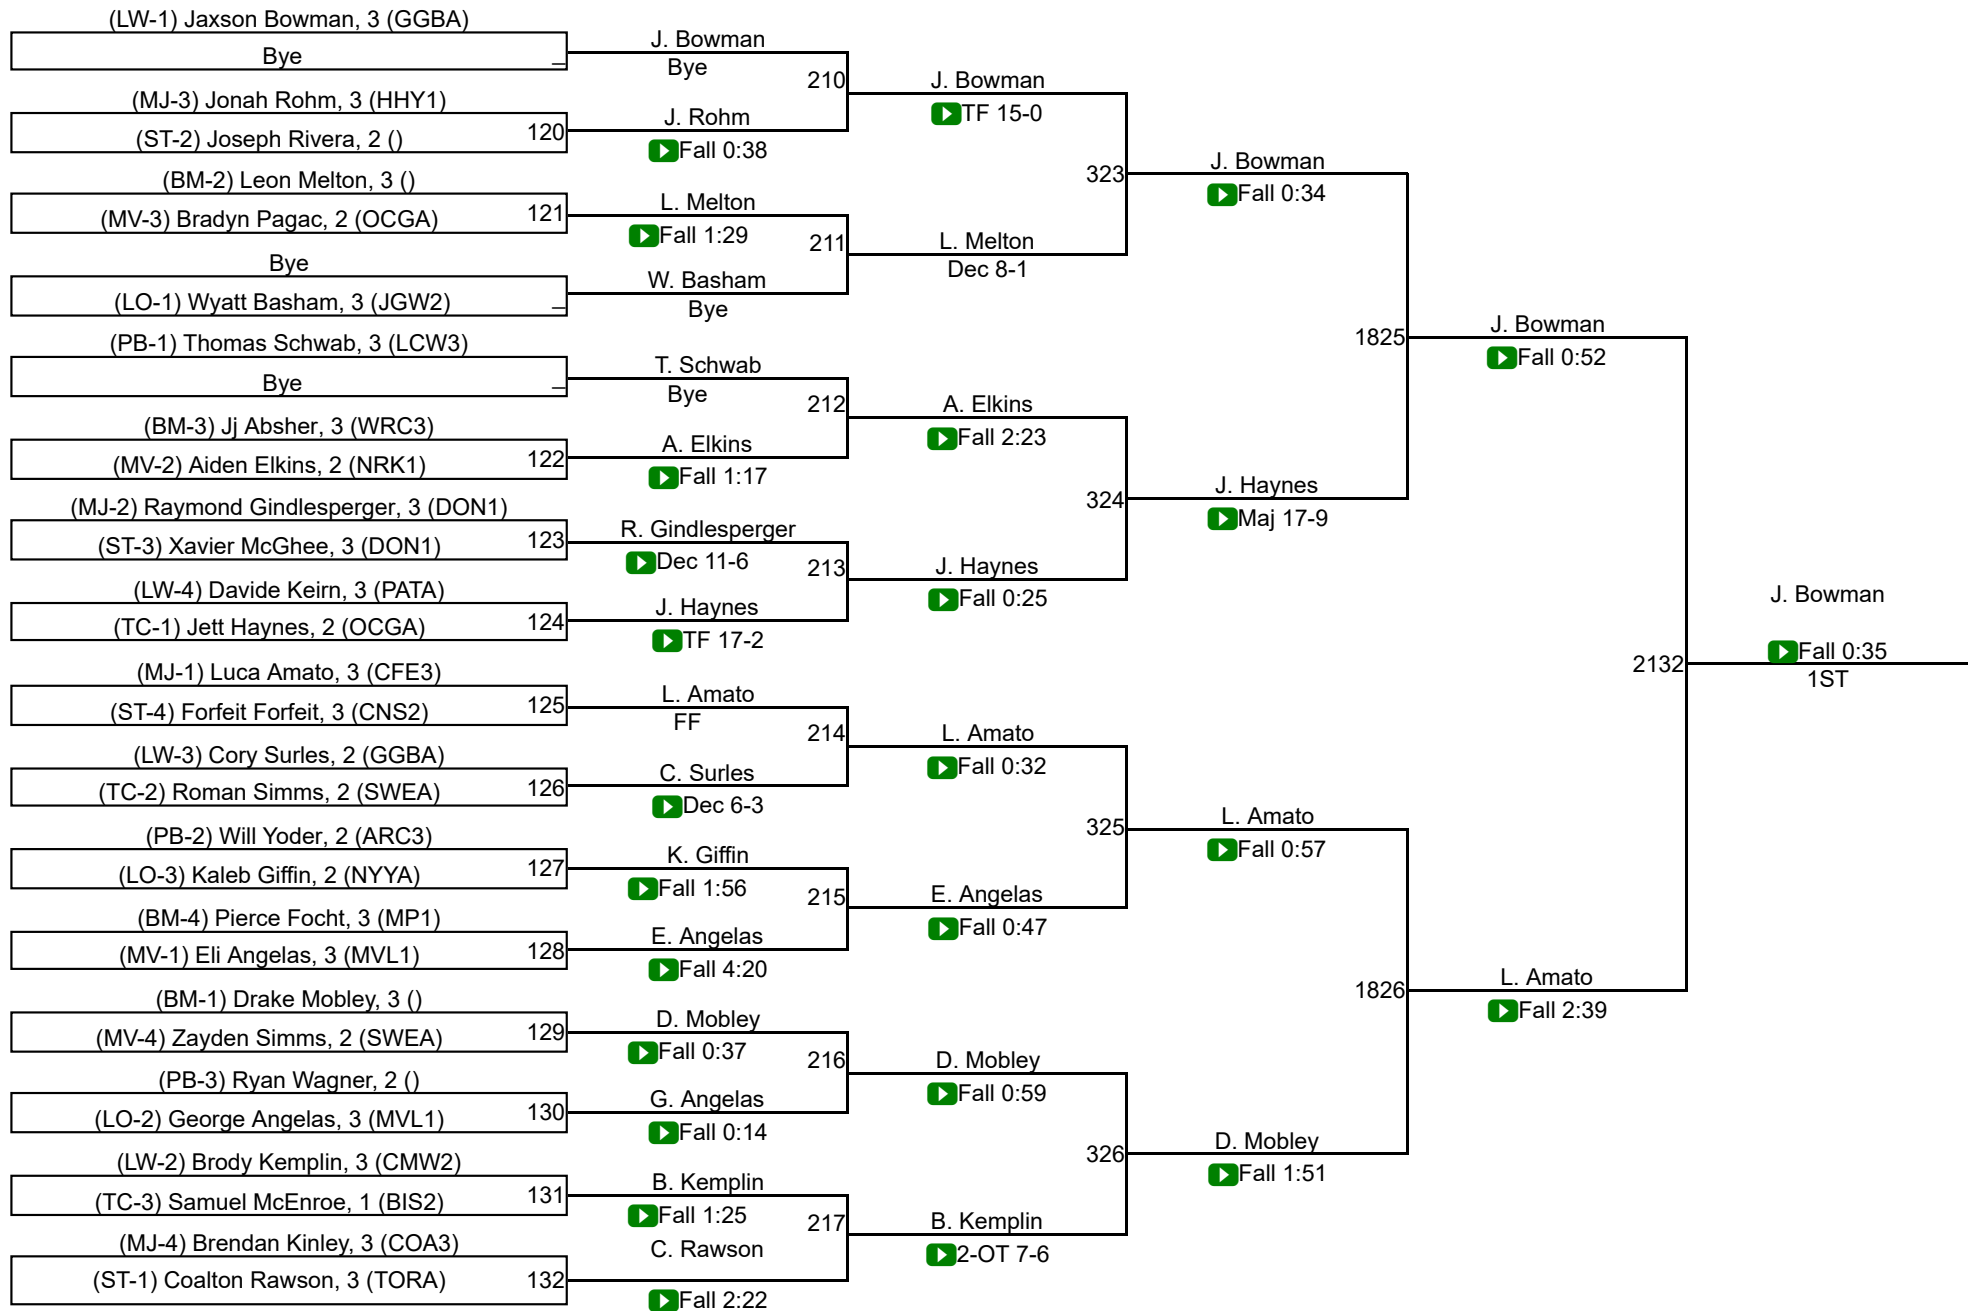 (LW-1) Jaxson Bowman, 3 (GGBA)
Bye
(MJ-3) Jonah Rohm, 3 (HHY1)
(ST-2) Joseph Rivera, 2 ()
120
(BM-2) Leon Melton, 3 ()
(MV-3) Bradyn Pagac, 2 (OCGA)
121
Bye
(LO-1) Wyatt Basham, 3 (JGW2)
(PB-1) Thomas Schwab, 3 (LCW3)
Bye
(BM-3) Jj Absher, 3 (WRC3)
(MV-2) Aiden Elkins, 2 (NRK1)
122
(MJ-2) Raymond Gindlesperger, 3 (DON1)
(ST-3) Xavier McGhee, 3 (DON1)
123
(LW-4) Davide Keirn, 3 (PATA)
(TC-1) Jett Haynes, 2 (OCGA)
124
(MJ-1) Luca Amato, 3 (CFE3)
(ST-4) Forfeit Forfeit, 3 (CNS2)
125
(LW-3) Cory Surles, 2 (GGBA)
(TC-2) Roman Simms, 2 (SWEA)
126
(PB-2) Will Yoder, 2 (ARC3)
(LO-3) Kaleb Giffin, 2 (NYYA)
127
(BM-4) Pierce Focht, 3 (MP1)
(MV-1) Eli Angelas, 3 (MVL1)
128
(BM-1) Drake Mobley, 3 ()
(MV-4) Zayden Simms, 2 (SWEA)
129
(PB-3) Ryan Wagner, 2 ()
(LO-2) George Angelas, 3 (MVL1)
130
(LW-2) Brody Kemplin, 3 (CMW2)
(TC-3) Samuel McEnroe, 1 (BIS2)
131
(MJ-4) Brendan Kinley, 3 (COA3)
(ST-1) Coalton Rawson, 3 (TORA)
132
J. Bowman
Bye
210
J. Rohm
Fall 0:38
L. Melton
Fall 1:29
211
W. Basham
Bye
T. Schwab
Bye
212
A. Elkins
Fall 1:17
R. Gindlesperger
Dec 11-6
213
J. Haynes
TF 17-2
L. Amato
FF
214
C. Surles
Dec 6-3
K. Giffin
Fall 1:56
215
E. Angelas
Fall 4:20
D. Mobley
Fall 0:37
216
G. Angelas
Fall 0:14
B. Kemplin
Fall 1:25
217
C. Rawson
Fall 2:22
J. Bowman
TF 15-0
323
L. Melton
Dec 8-1
A. Elkins
Fall 2:23
324
J. Haynes
Fall 0:25
L. Amato
Fall 0:32
325
E. Angelas
Fall 0:47
D. Mobley
Fall 0:59
326
B. Kemplin
2-OT 7-6
J. Bowman
Fall 0:34
1825
J. Haynes
Maj 17-9
L. Amato
Fall 0:57
1826
D. Mobley
Fall 1:51
J. Bowman
Fall 0:52
2132
L. Amato
Fall 2:39
J. Bowman
Fall 0:35
1ST